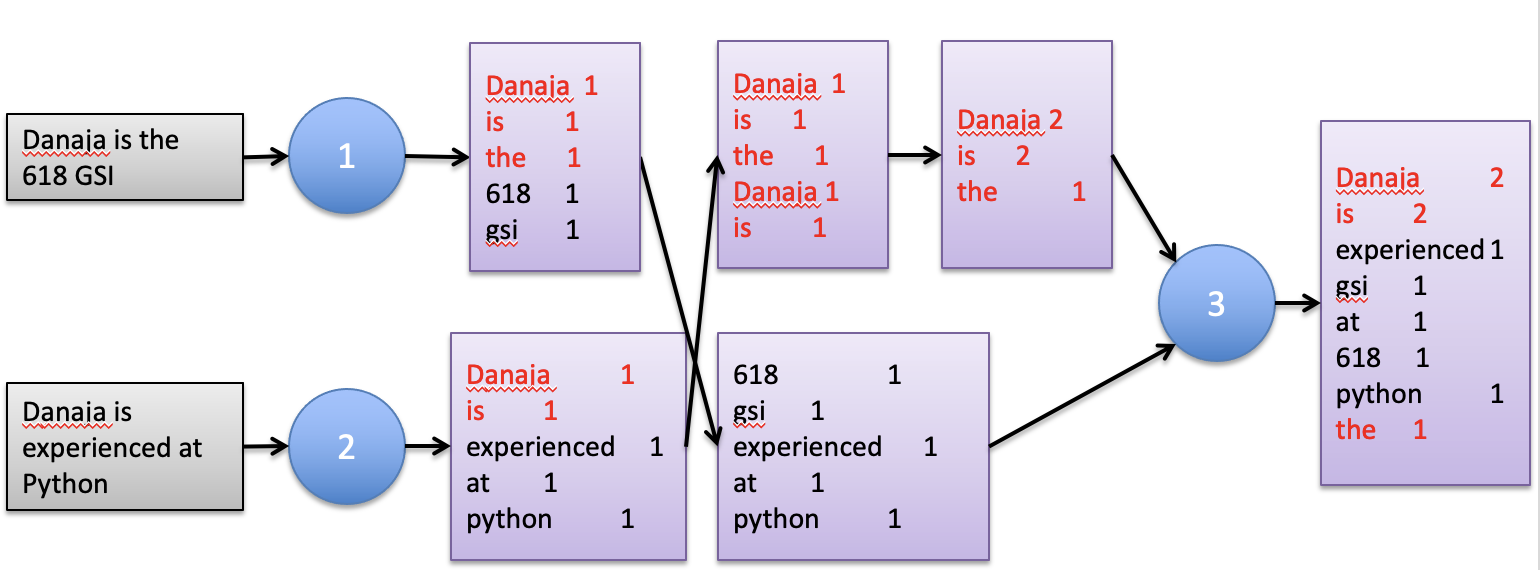 Danaja is the
618 GSI
1
Danaja 1
is 1
the 1
618 1
gsi 1
Danaja 1
is 1
the 1
Danaja 1
is 1
Danaja 2
is 2
the 1
Danaja is
experienced at
Python
2
Danaja 1
is 1
experienced 1
at 1
python 1
618 1
gsi 1
experienced 1
at 1
python 1
3
Danaja 2
is 2
experienced 1
gsi 1
at 1
618 1
python 1
the 1